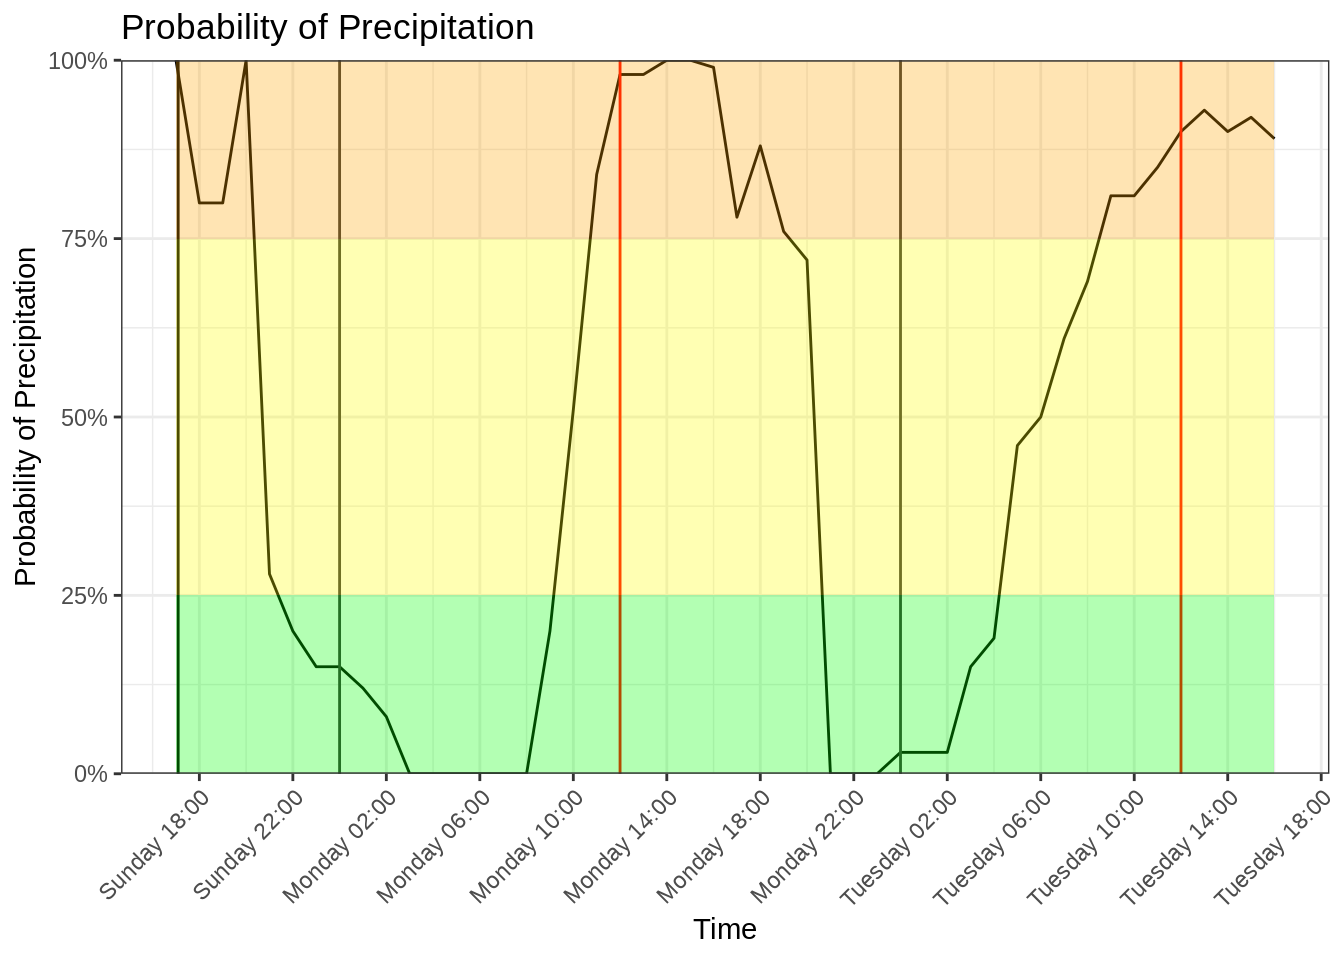 Probability of Precipitation
Probability of Precipitation
100%
75%
50%
25%
0%
Sunday 18:00
Sunday 22:00
Monday 02:00
Monday 06:00
Monday 10:00
Monday 14:00
Monday 18:00
Monday 22:00
Tuesday 02:00
Tuesday 06:00
Tuesday 10:00
Tuesday 14:00
Tuesday 18:00
Time